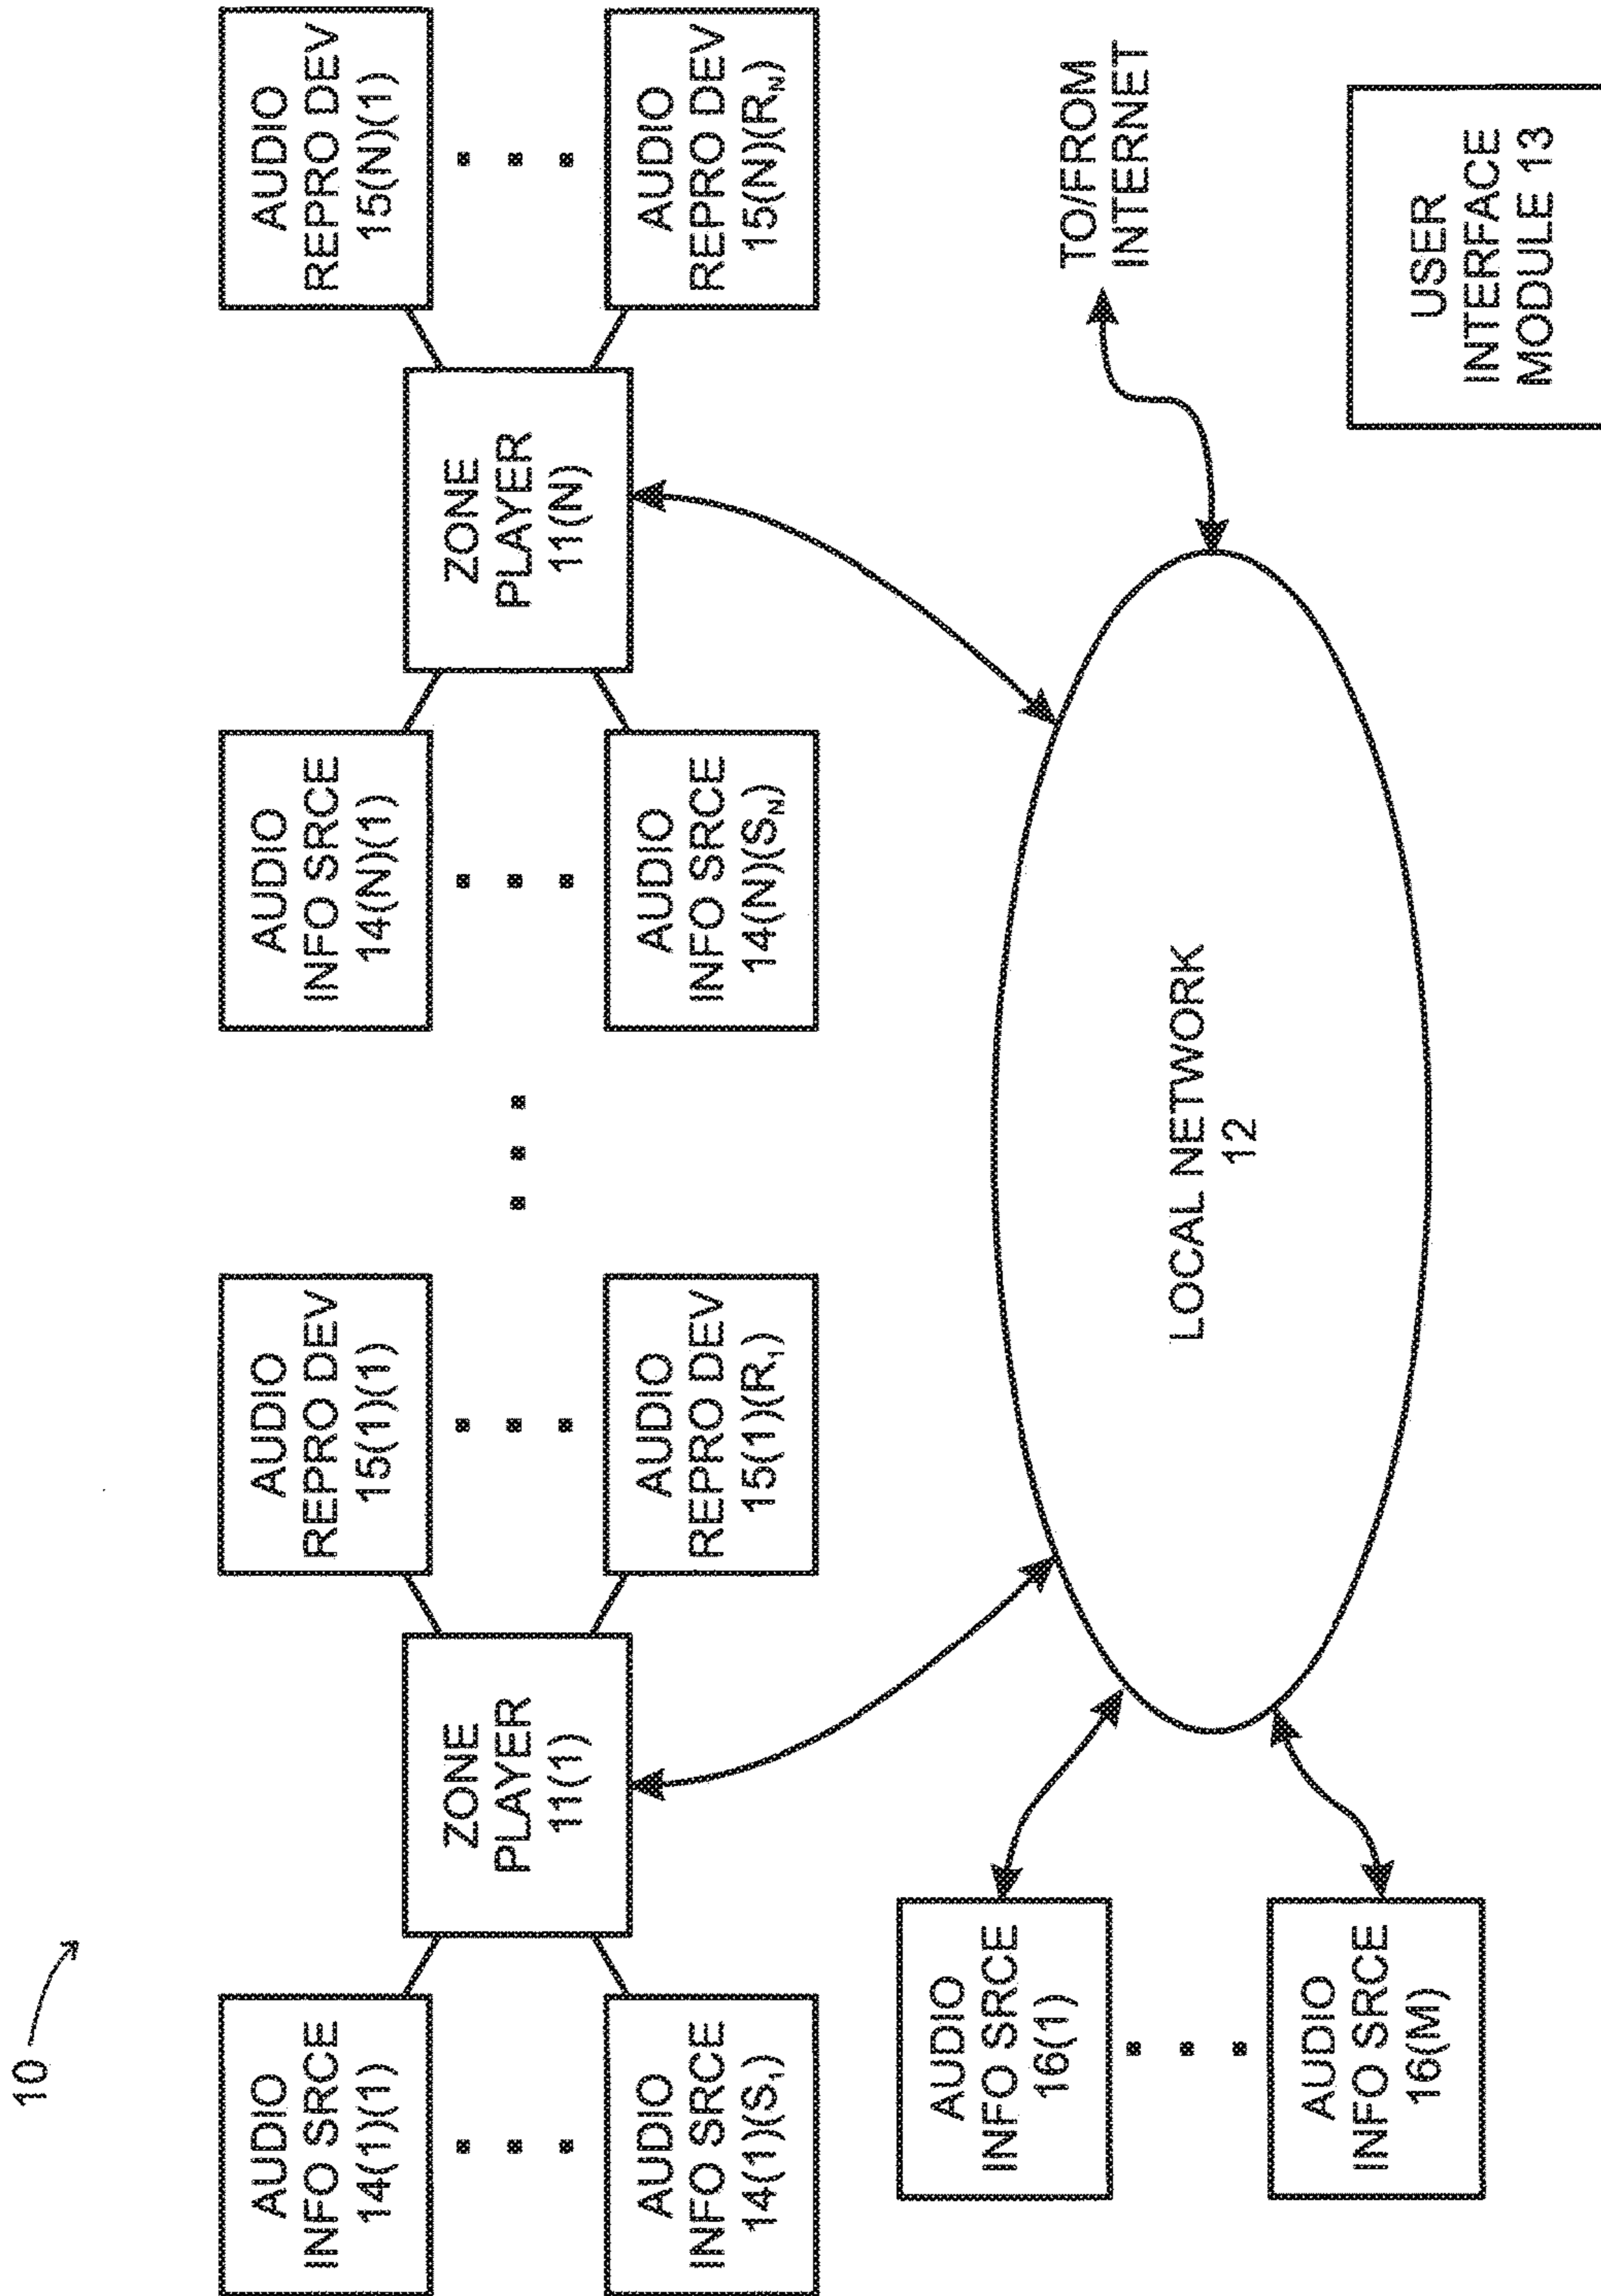 10
AUDIO
INFO SRCE
14(1)(1)
AUDIO
INFO SRCE
14(1)(S₁)
ZONE
PLAYER
11(1)
AUDIO
REPRO DEV
15(1)(1)
AUDIO
REPRO DEV
15(1)(R₁)
AUDIO
INFO SRCE
14(N)(1)
AUDIO
INFO SRCE
14(N)(Sₙ)
ZONE
PLAYER
11(N)
AUDIO
REPRO DEV
15(N)(1)
AUDIO
REPRO DEV
15(N)(Rₙ)
AUDIO
INFO SRCE
16(1)
AUDIO
INFO SRCE
16(M)
LOCAL NETWORK
12
TO/FROM
INTERNET
USER
INTERFACE
MODULE 13